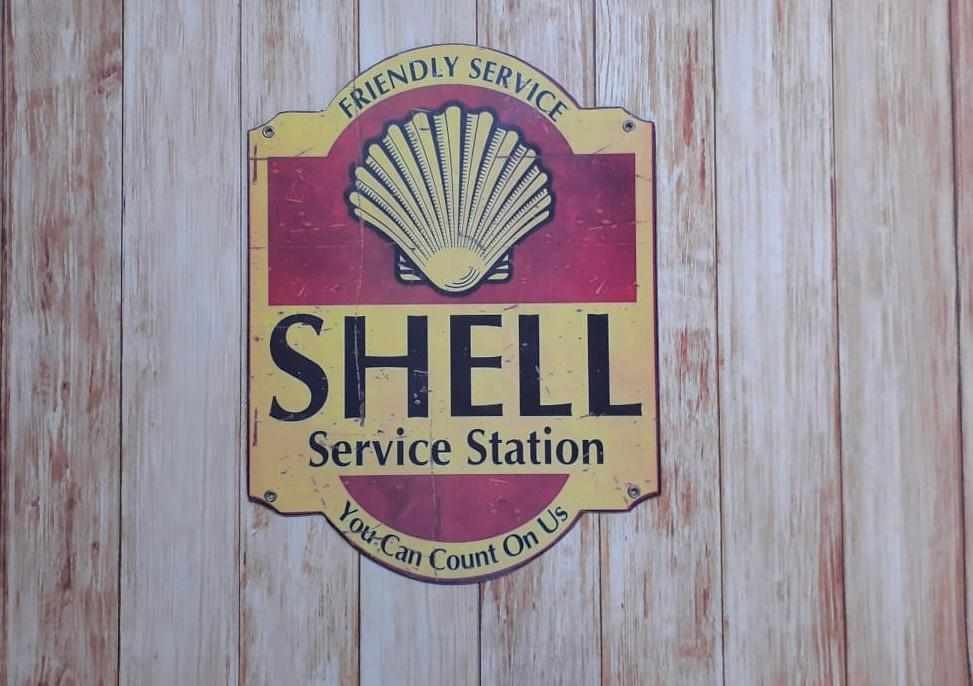 FRIENDLY SERVICE
SHELL
Service Station
You Can Count On Us